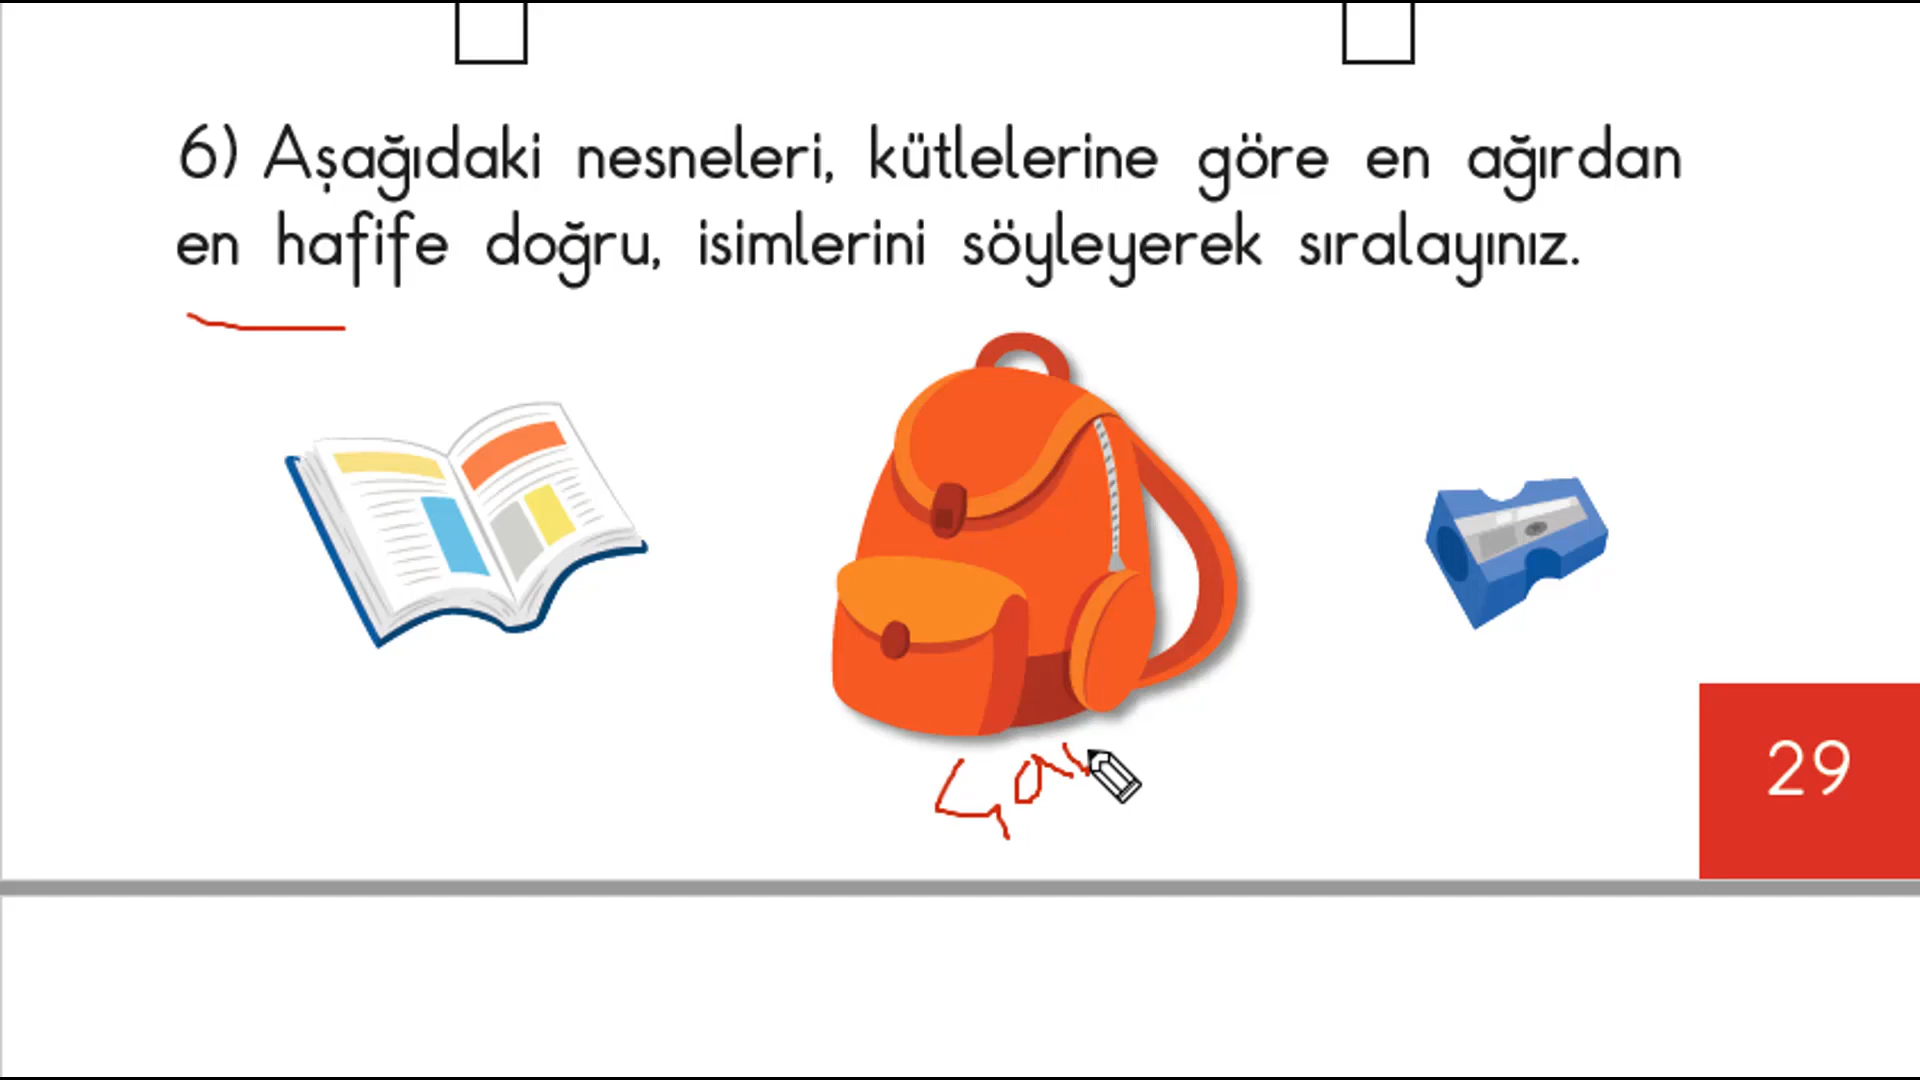 6) Aşağıdaki nesneleri, kütlelerine göre en ağırdan
en hafife doğru, isimlerini söyleyerek sıralayınız.
29